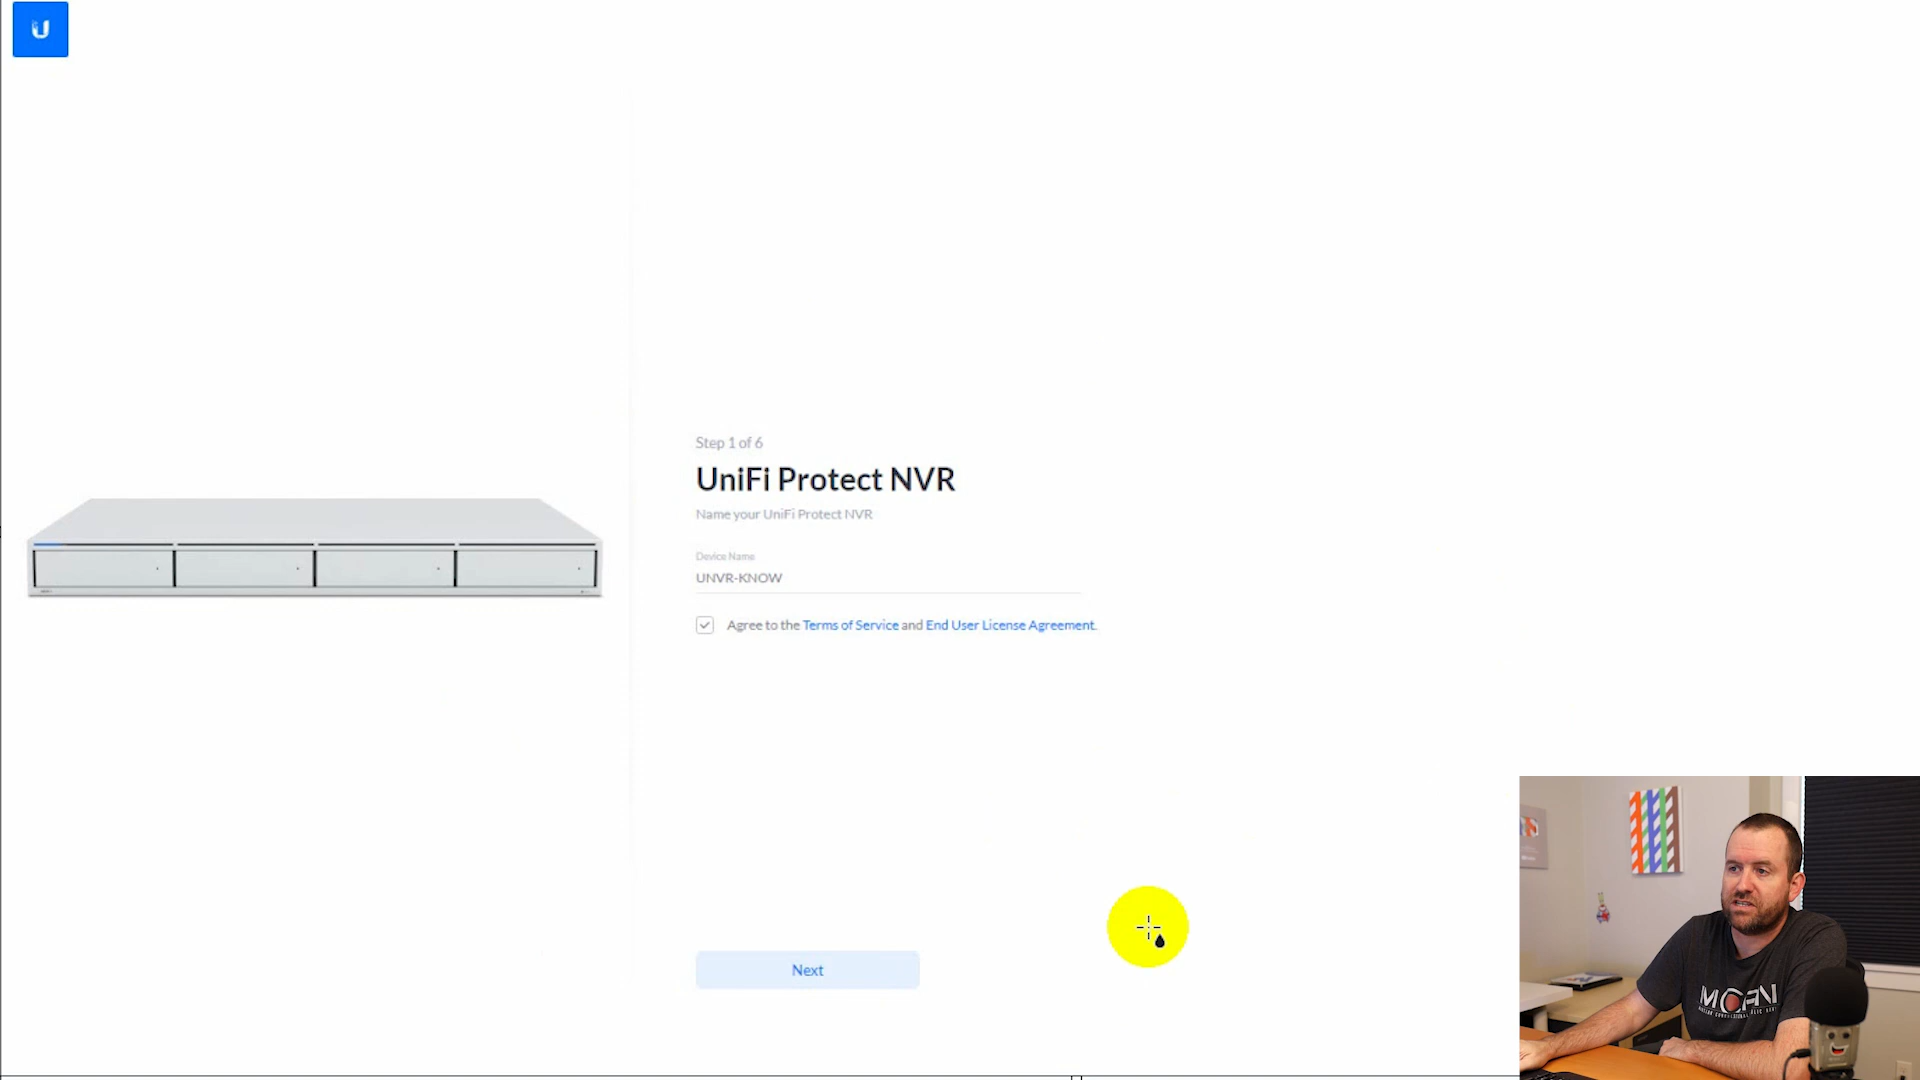 U
Step 1 of 6
UniFi Protect NVR
Name your UniFi Protect NVR
Device Name
UNVR-KNOW
Agree to the Terms of Service and End User License Agreement.
Next